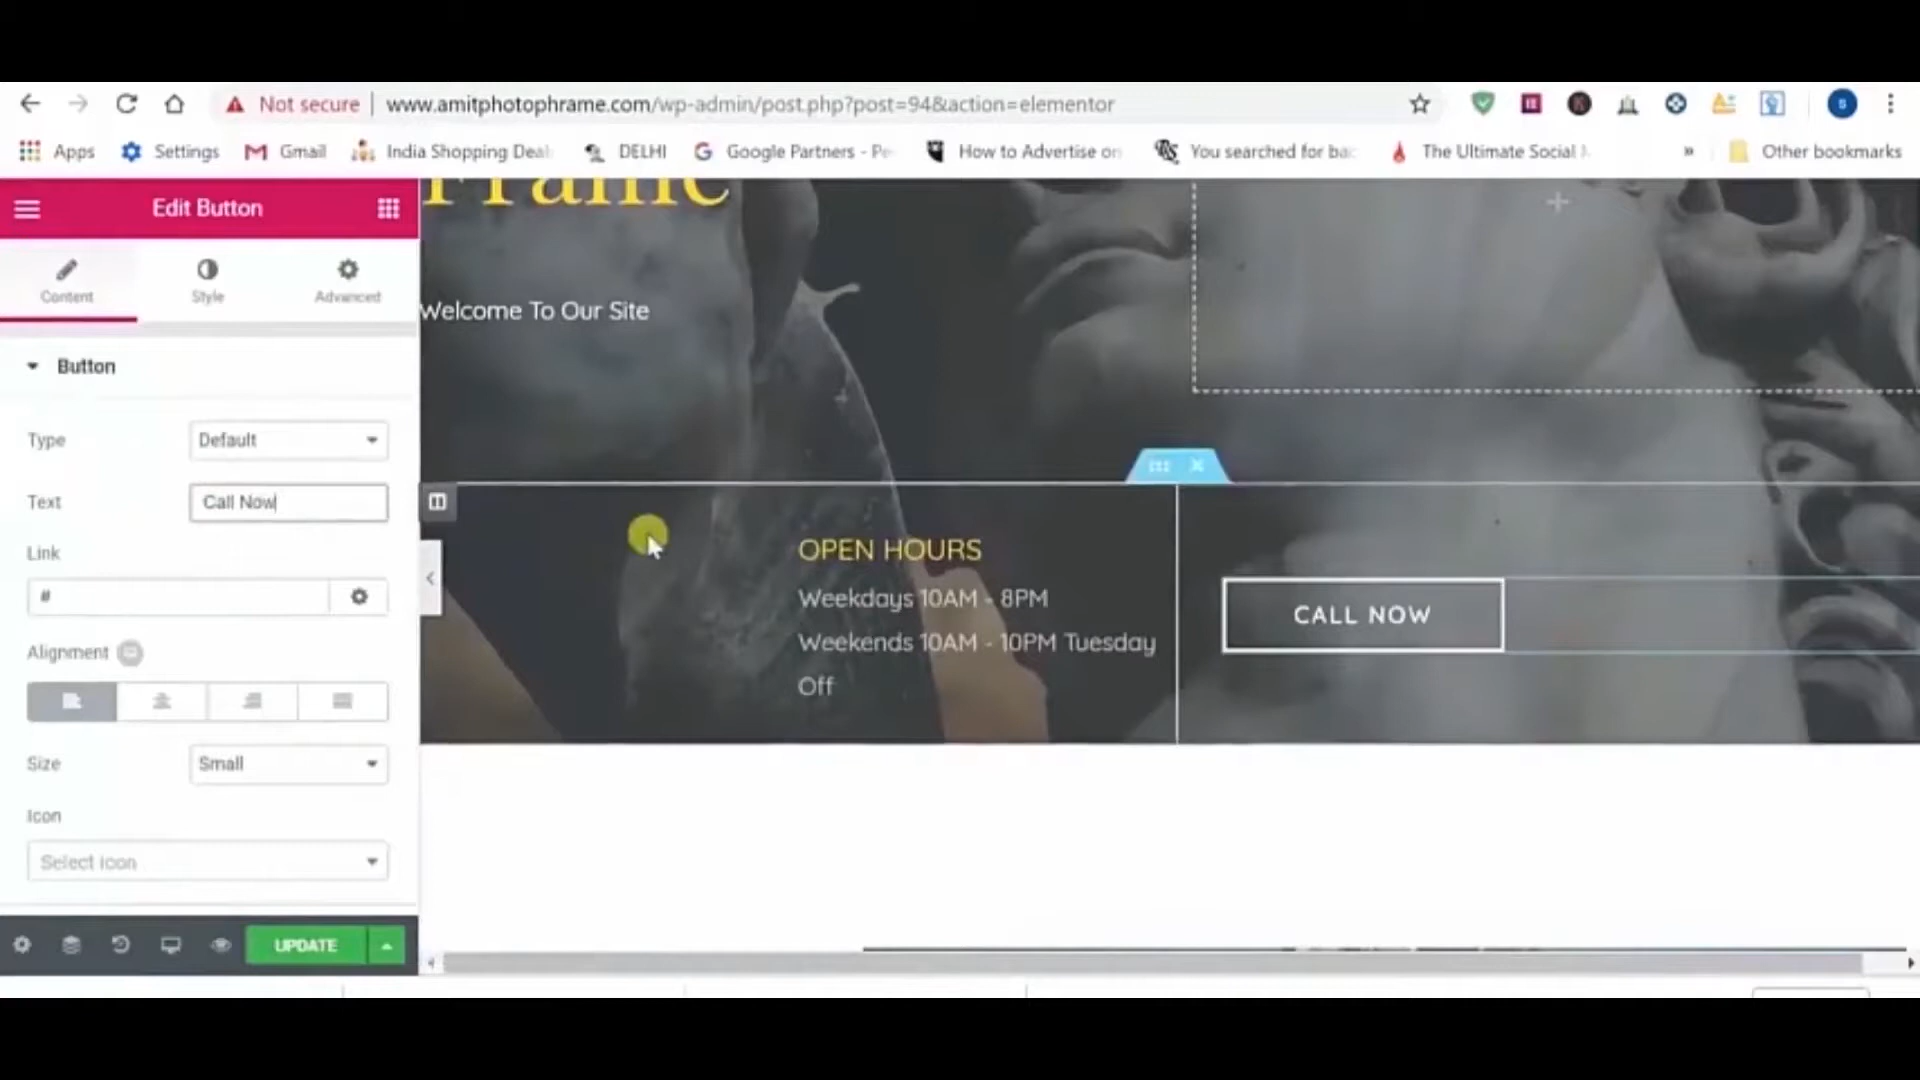 Not secure www.amitphotophrame.com/wp-admin/post.php?post=94&action=elementor
Apps Settings Gmail India Shopping Deal DELHI Google Partners - Pe How to Advertise on You searched for bac The Ultimate Social » Other bookmarks
Edit Button
Content Style Advanced
Button
Type Default
Text Call Now
Link
#
Alignment
Size Small
Icon
Select icon
UPDATE
Frame
Welcome To Our Site
OPEN HOURS
Weekdays 10AM - 8PM
Weekends 10AM - 10PM Tuesday
Off
CALL NOW